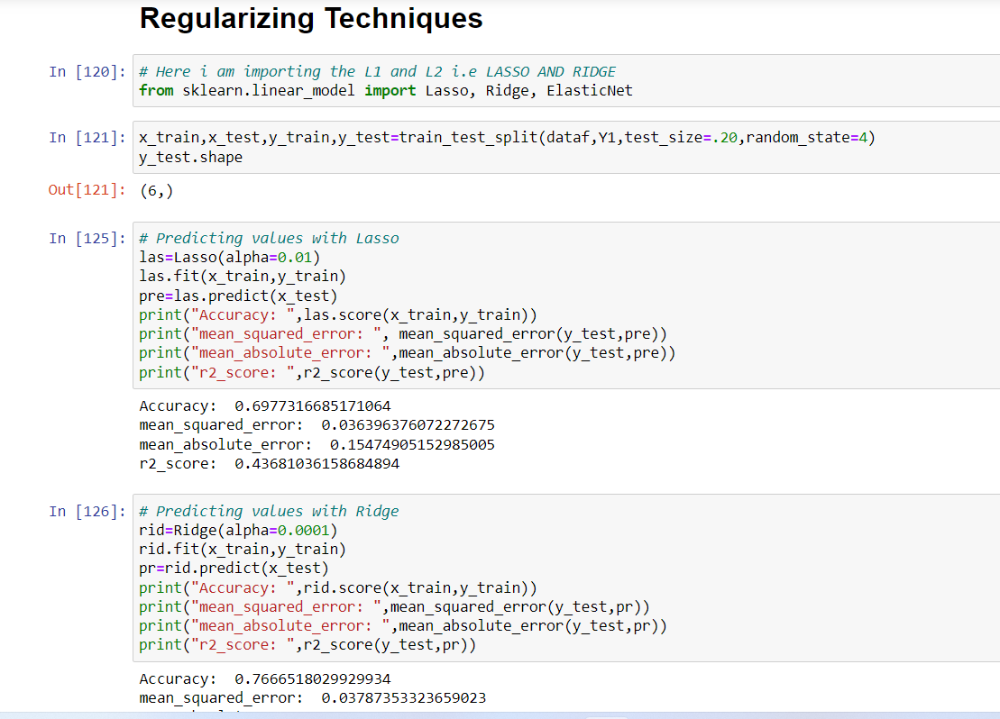 Regularizing Techniques
In [120]: # Here i am importing the L1 and L2 i.e LASSO AND RIDGE
from sklearn.linear_model import Lasso, Ridge, ElasticNet
In [121]: x_train,x_test,y_train,y_test=train_test_split(dataf,Y1,test_size=.20,random_state=4)
y_test.shape
Out[121]: (6,)
In [125]: # Predicting values with Lasso
las=Lasso(alpha=0.01)
las.fit(x_train,y_train)
pre=las.predict(x_test)
print("Accuracy: ",las.score(x_train,y_train))
print("mean_squared_error: ", mean_squared_error(y_test,pre))
print("mean_absolute_error: ",mean_absolute_error(y_test,pre))
print("r2_score: ",r2_score(y_test,pre))
Accuracy:  0.6977316685171064
mean_squared_error:  0.036396376072272675
mean_absolute_error:  0.15474905152985005
r2_score:  0.43681036158684894
In [126]: # Predicting values with Ridge
rid=Ridge(alpha=0.0001)
rid.fit(x_train,y_train)
pr=rid.predict(x_test)
print("Accuracy: ",rid.score(x_train,y_train))
print("mean_squared_error: ",mean_squared_error(y_test,pr))
print("mean_absolute_error: ",mean_absolute_error(y_test,pr))
print("r2_score: ",r2_score(y_test,pr))
Accuracy:  0.7666518029929934
mean_squared_error:  0.03787353323659023